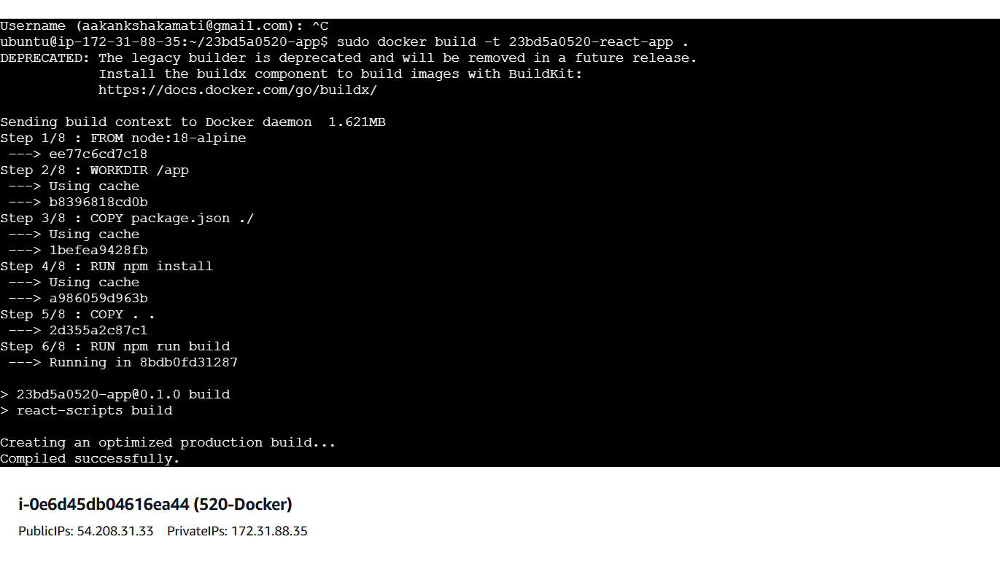 Username (aakankshakamati@gmail.com): ^C
ubuntu@ip-172-31-88-35:~/23bd5a0520-app$ sudo docker build -t 23bd5a0520-react-app .
DEPRECATED: The legacy builder is deprecated and will be removed in a future release.
            Install the buildx component to build images with BuildKit:
            https://docs.docker.com/go/buildx/

Sending build context to Docker daemon  1.621MB
Step 1/8 : FROM node:18-alpine
 ---> ee77c6cd7c18
Step 2/8 : WORKDIR /app
 ---> Using cache
 ---> b8396818cd0b
Step 3/8 : COPY package.json ./
 ---> Using cache
 ---> 1befea9428fb
Step 4/8 : RUN npm install
 ---> Using cache
 ---> a986059d963b
Step 5/8 : COPY . .
 ---> 2d355a2c87c1
Step 6/8 : RUN npm run build
 ---> Running in 8bdb0fd31287

> 23bd5a0520-app@0.1.0 build
> react-scripts build

Creating an optimized production build...
Compiled successfully.
i-0e6d45db04616ea44 (520-Docker)
PublicIPs: 54.208.31.33    PrivateIPs: 172.31.88.35